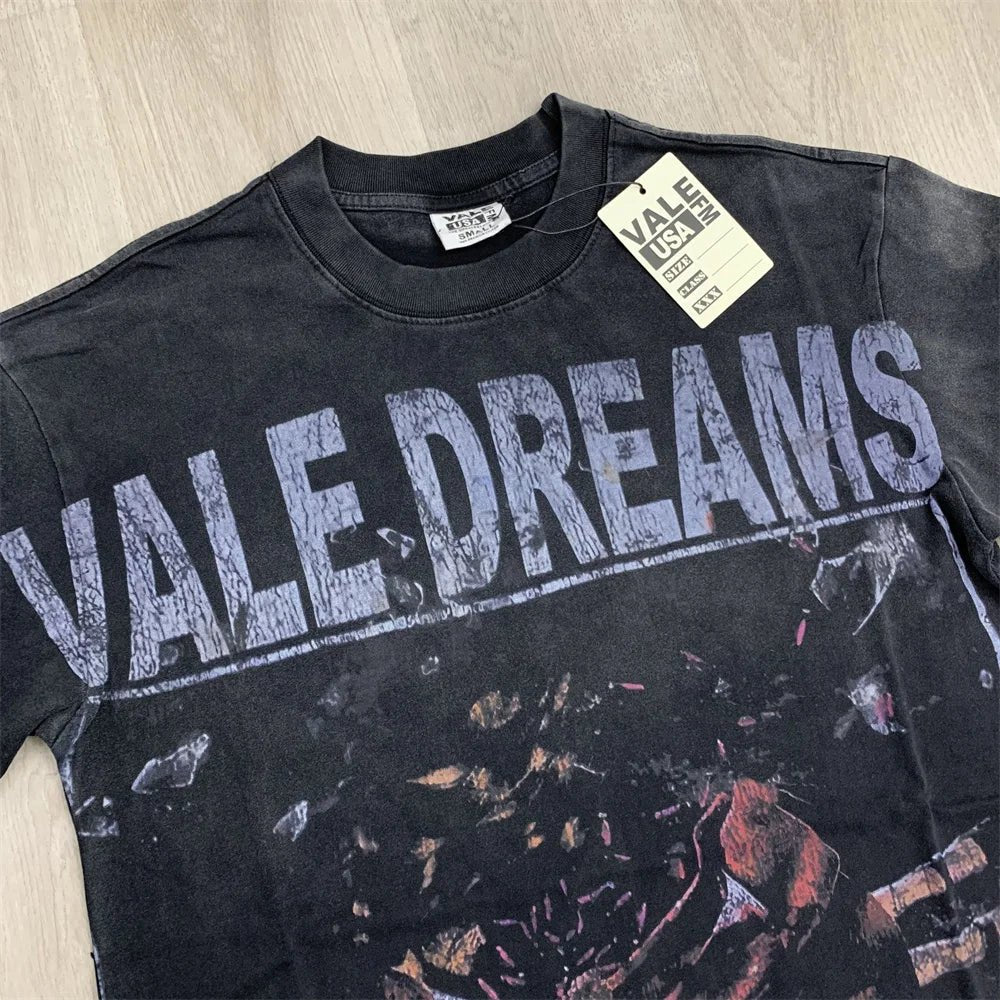 VALE
USA
SMALL
VALE FM
USA
SIZE
CLASS
XXX
VALE DREAMS